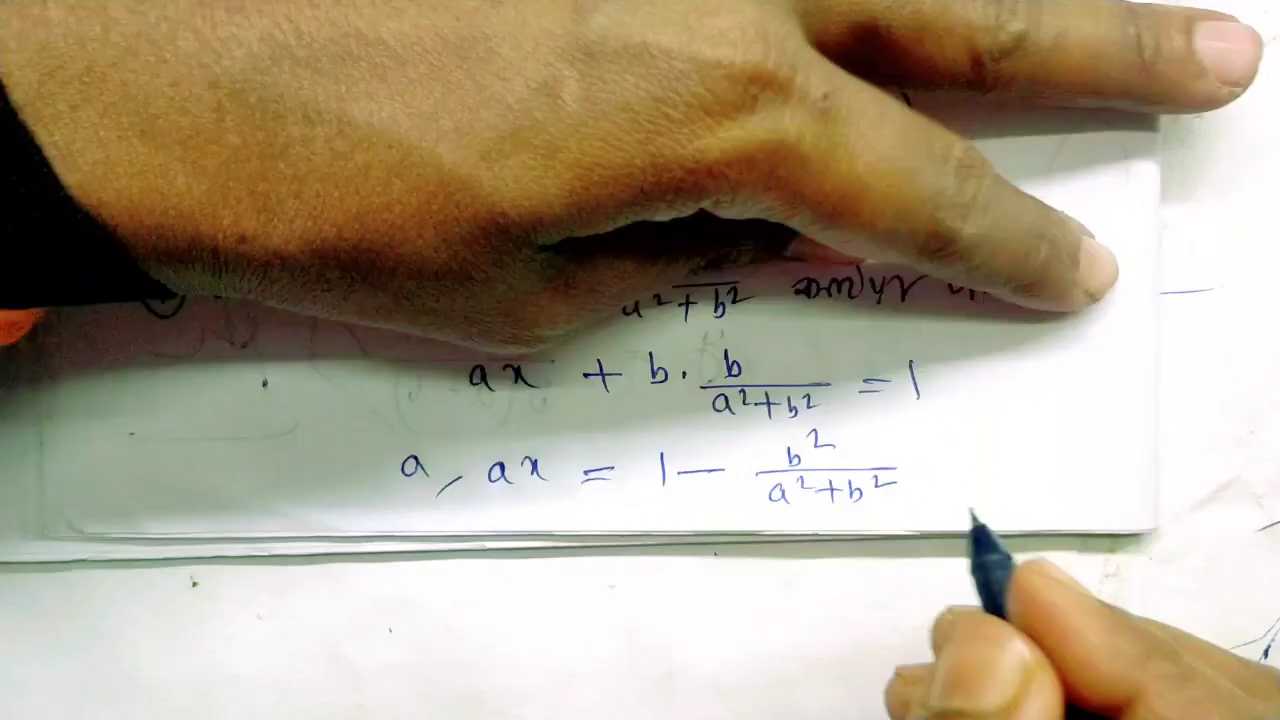 a² + b²
ax + b. b/(a²+b²) = 1
a, ax = 1 — b²/(a²+b²)